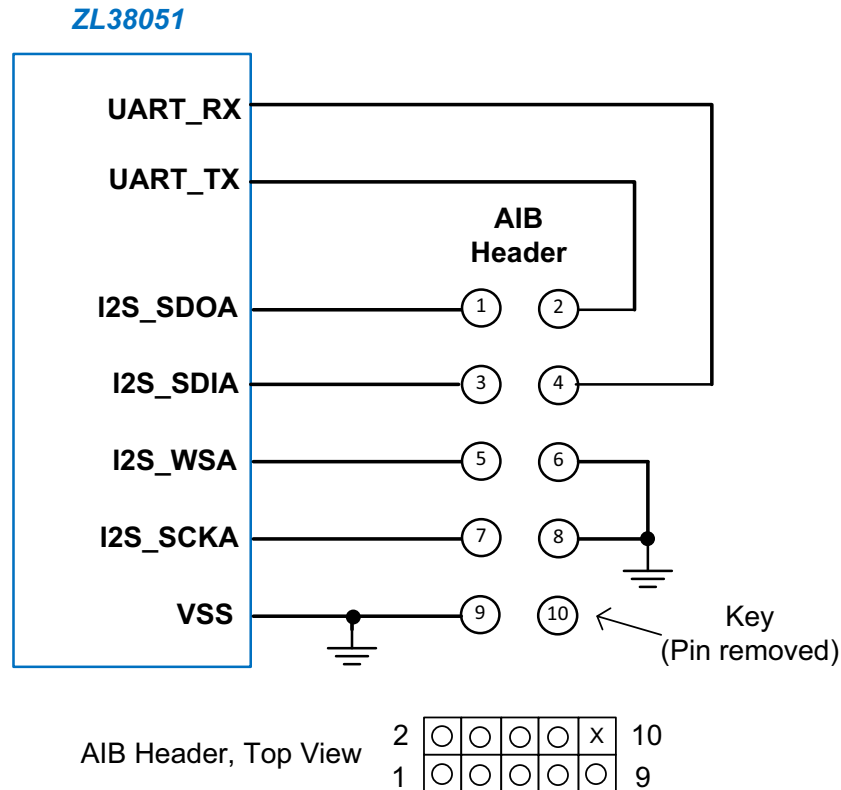 ZL38051
UART_RX
UART_TX
AIB
Header
I2S_SDOA 1 2
I2S_SDIA 3 4
I2S_WSA 5 6
I2S_SCKA 7 8
VSS 9 10 Key
(Pin removed)
AIB Header, Top View 2 X 10
1 9